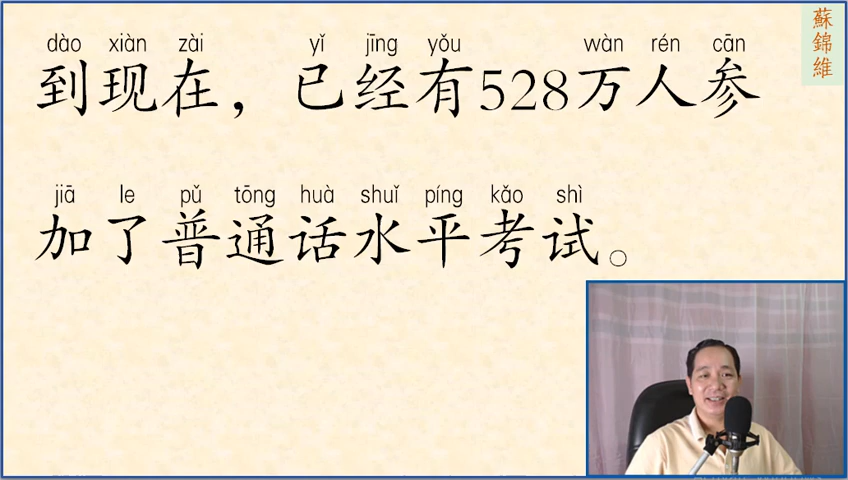 dào xiàn zài yǐ jīng yǒu wàn rén cān
到现在，已经有528万人参
jiā le pǔ tōng huà shuǐ píng kǎo shì
加了普通话水平考试。
蘇錦維